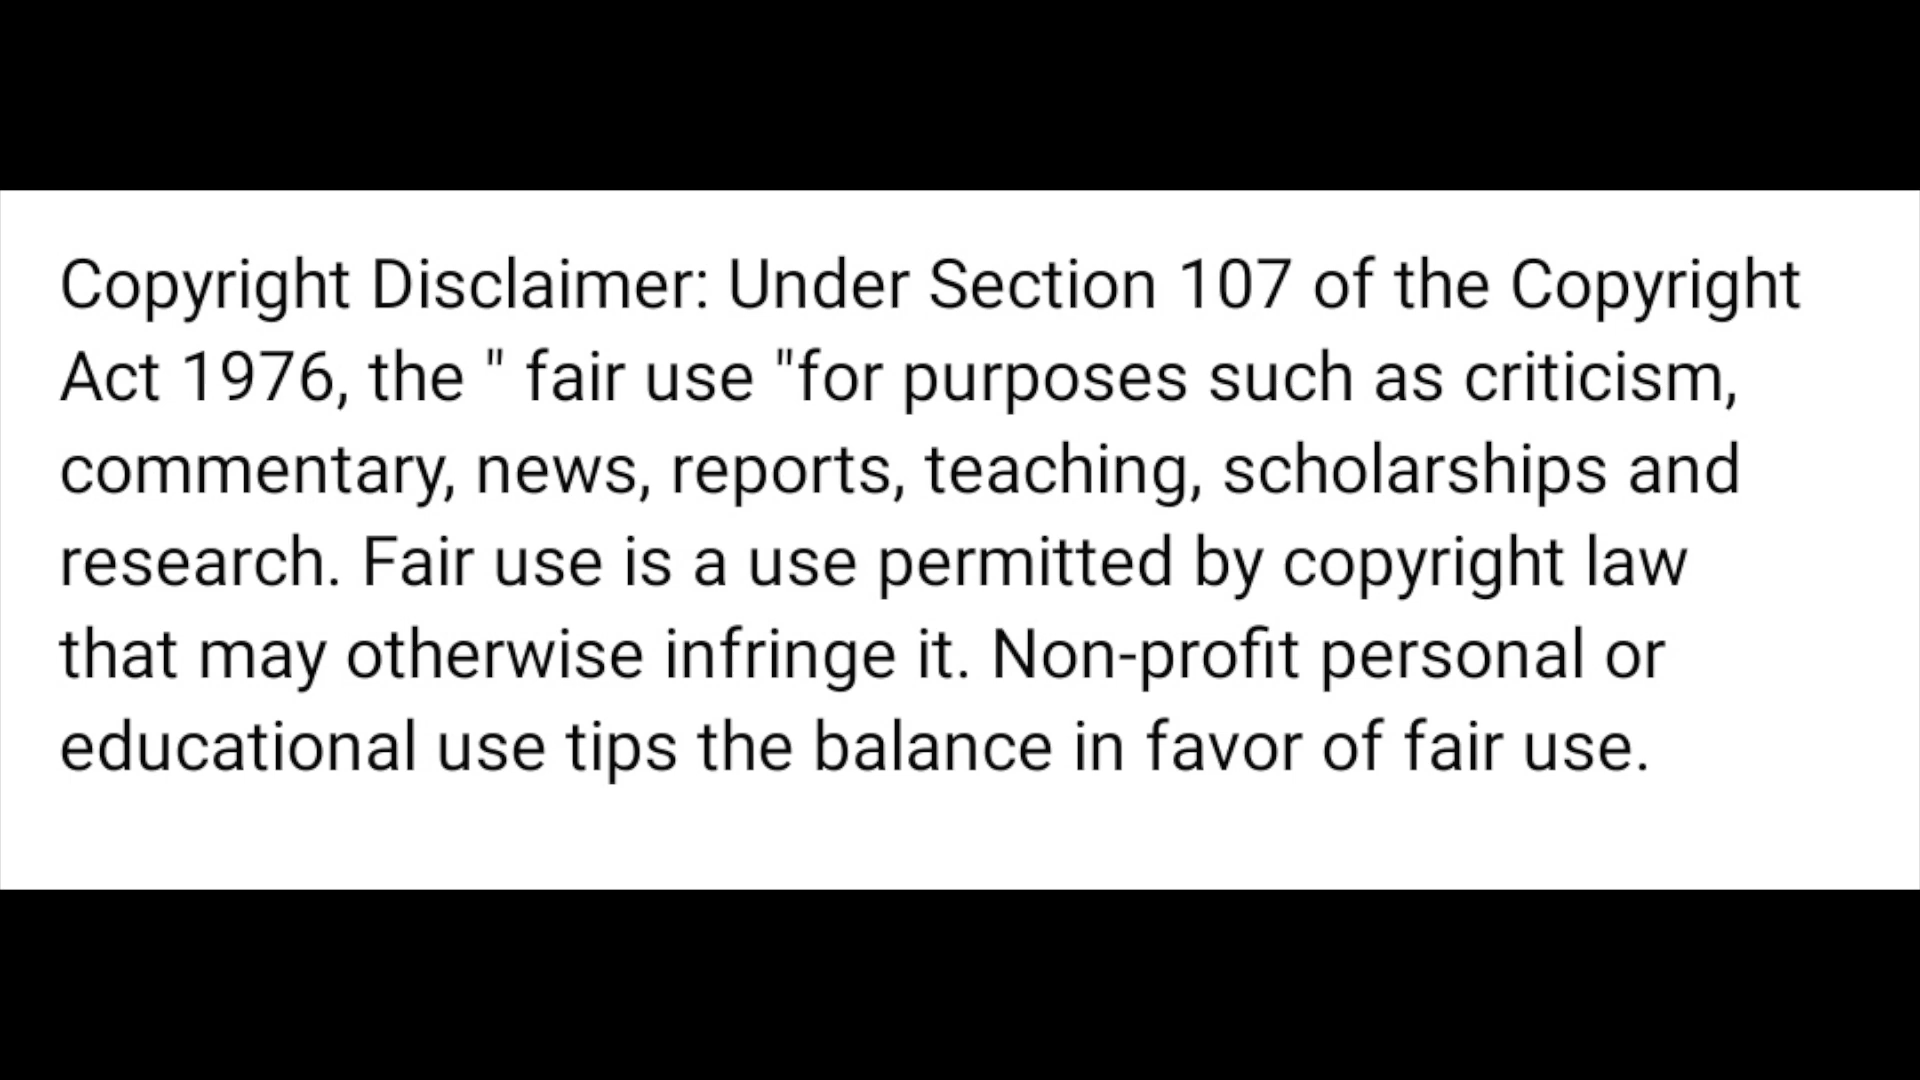 Copyright Disclaimer: Under Section 107 of the Copyright
Act 1976, the " fair use "for purposes such as criticism,
commentary, news, reports, teaching, scholarships and
research. Fair use is a use permitted by copyright law
that may otherwise infringe it. Non-profit personal or
educational use tips the balance in favor of fair use.